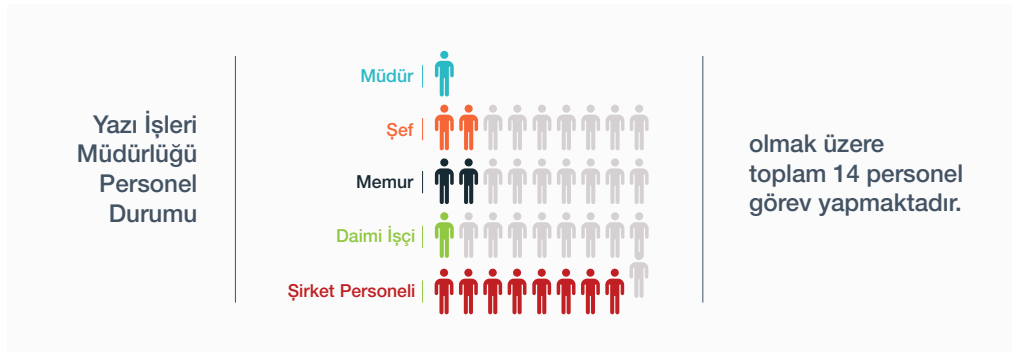 Yazı İşleri
Müdürlüğü
Personel
Durumu
Müdür
Şef
Memur
Daimi İşçi
Şirket Personeli
olmak üzere
toplam 14 personel
görev yapmaktadır.